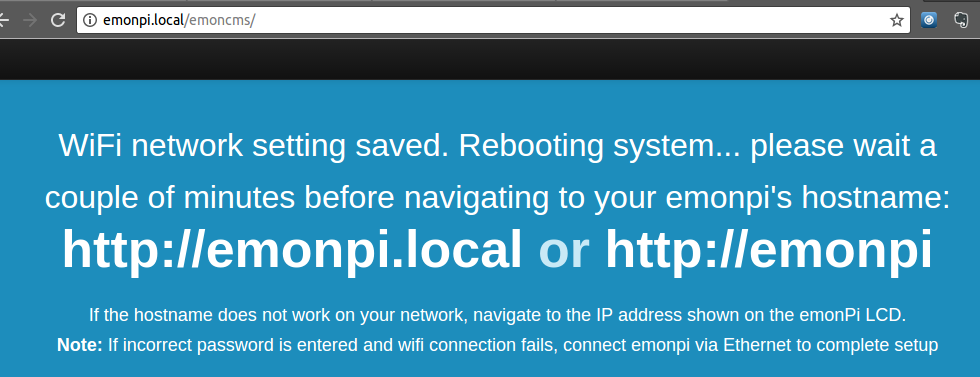 emonpi.local/emoncms/
WiFi network setting saved. Rebooting system... please wait a
couple of minutes before navigating to your emonpi's hostname:
http://emonpi.local or http://emonpi
If the hostname does not work on your network, navigate to the IP address shown on the emonPi LCD.
Note: If incorrect password is entered and wifi connection fails, connect emonpi via Ethernet to complete setup